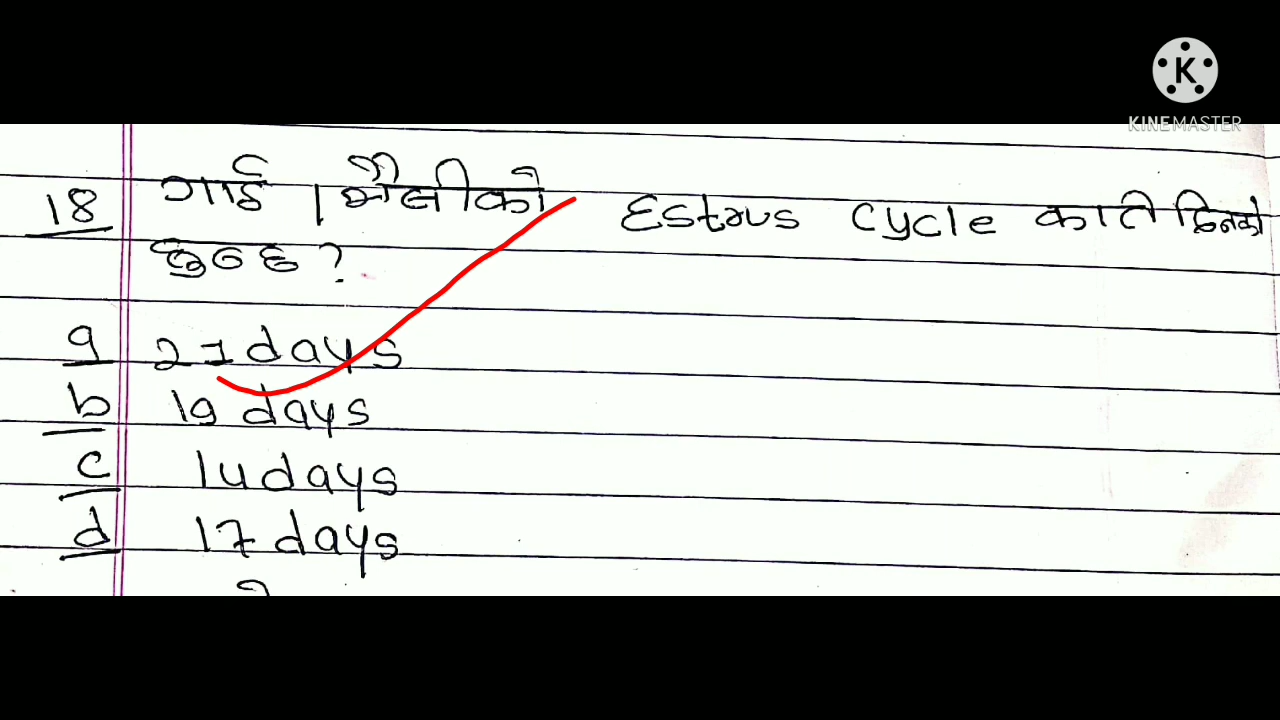 K
KINEMASTER
18 गाई / भैसीको Estrus cycle कति दिनको
हुन्छ ?
a 21 days
b 19 days
c 14 days
d 17 days